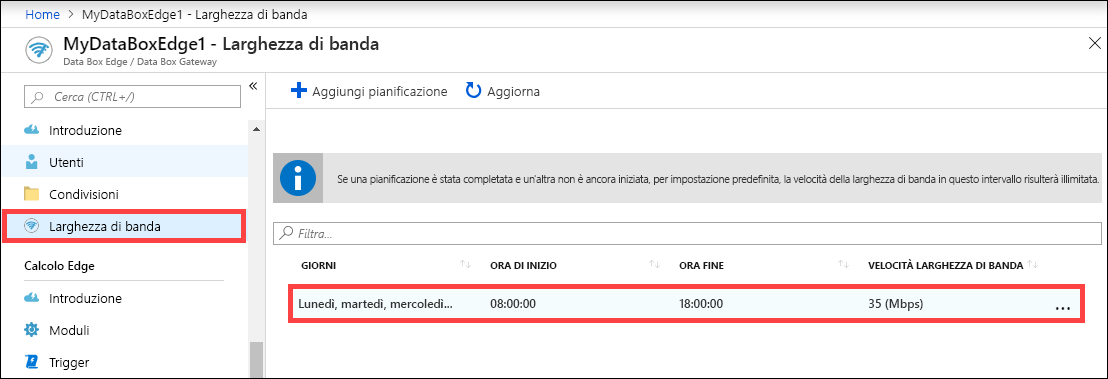 Home > MyDataBoxEdge1 - Larghezza di banda
MyDataBoxEdge1 - Larghezza di banda
Data Box Edge / Data Box Gateway
Cerca (CTRL+/)
Introduzione
Utenti
Condivisioni
Larghezza di banda
Calcolo Edge
Introduzione
Moduli
Trigger
Aggiungi pianificazione Aggiorna
Se una pianificazione è stata completata e un'altra non è ancora iniziata, per impostazione predefinita, la velocità della larghezza di banda in questo intervallo risulterà illimitata.
Filtra...
GIORNI ORA DI INIZIO ORA FINE VELOCITÀ LARGHEZZA DI BANDA
Lunedì, martedì, mercoledì... 08:00:00 18:00:00 35 (Mbps) ...